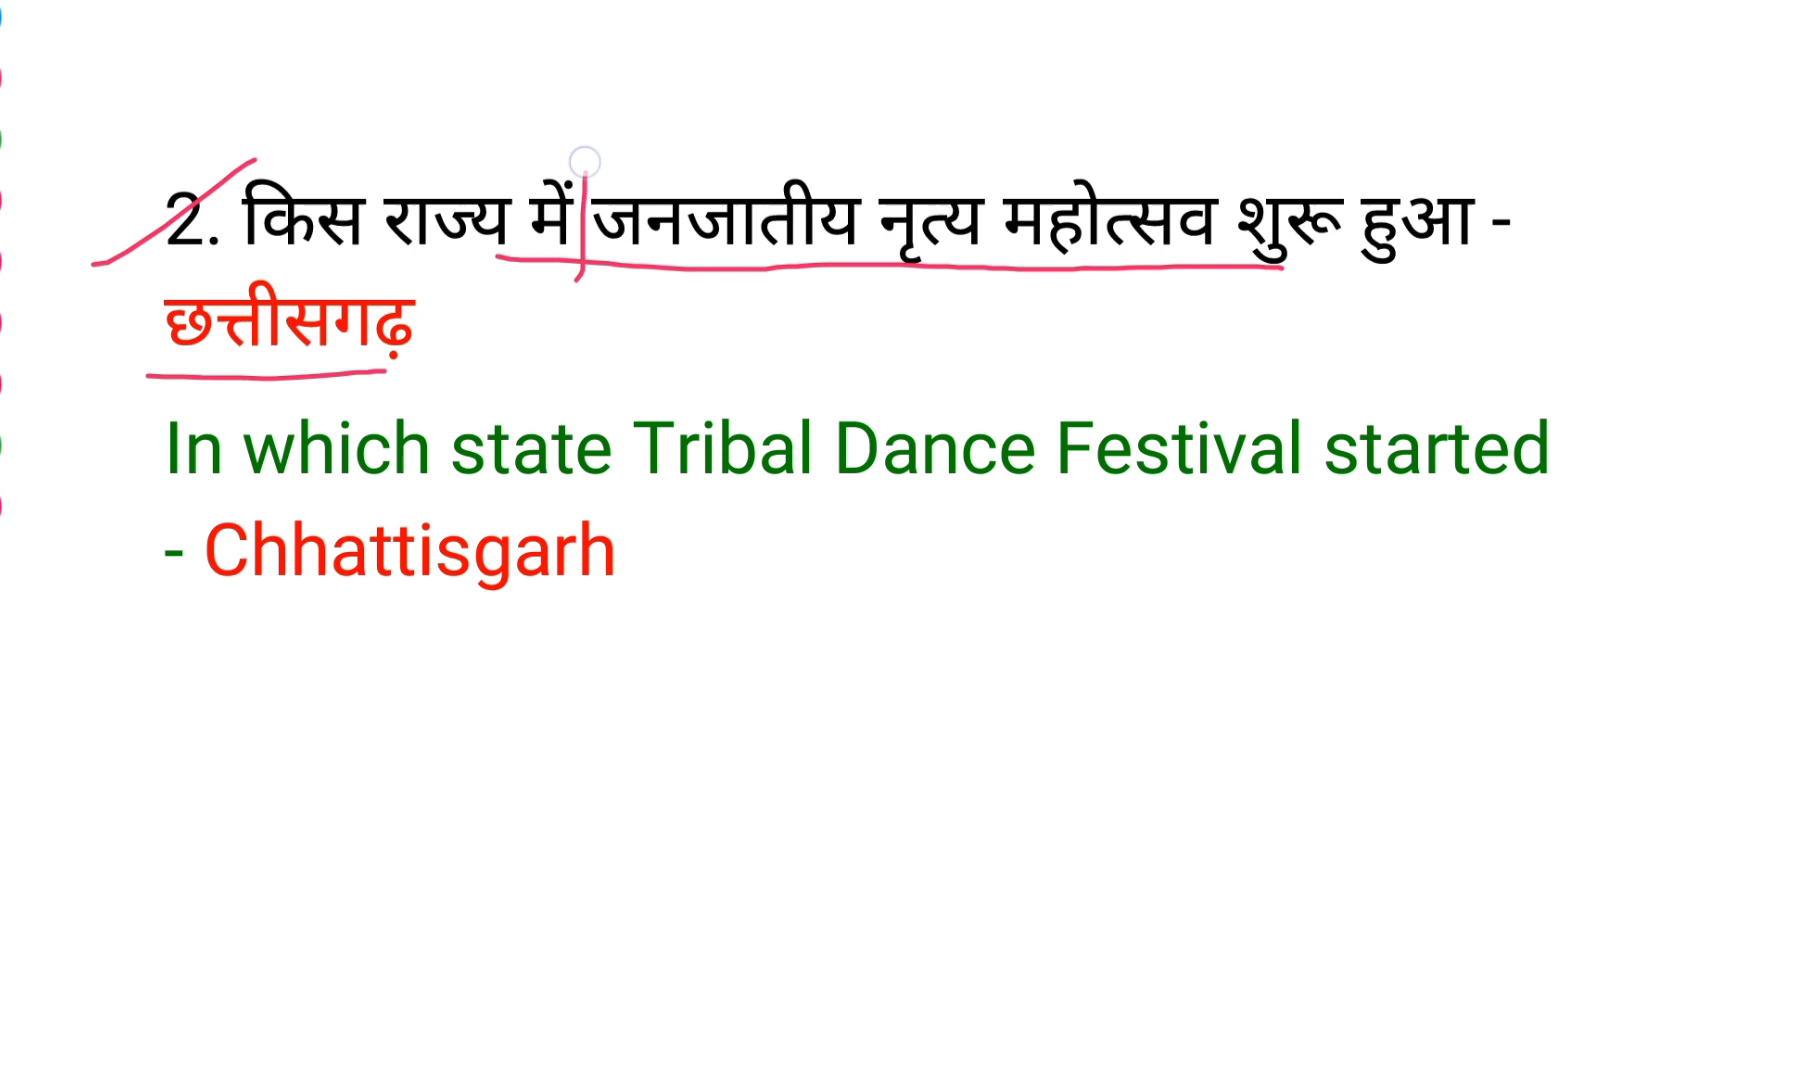 2. किस राज्य में जनजातीय नृत्य महोत्सव शुरू हुआ -
छत्तीसगढ़
In which state Tribal Dance Festival started
- Chhattisgarh